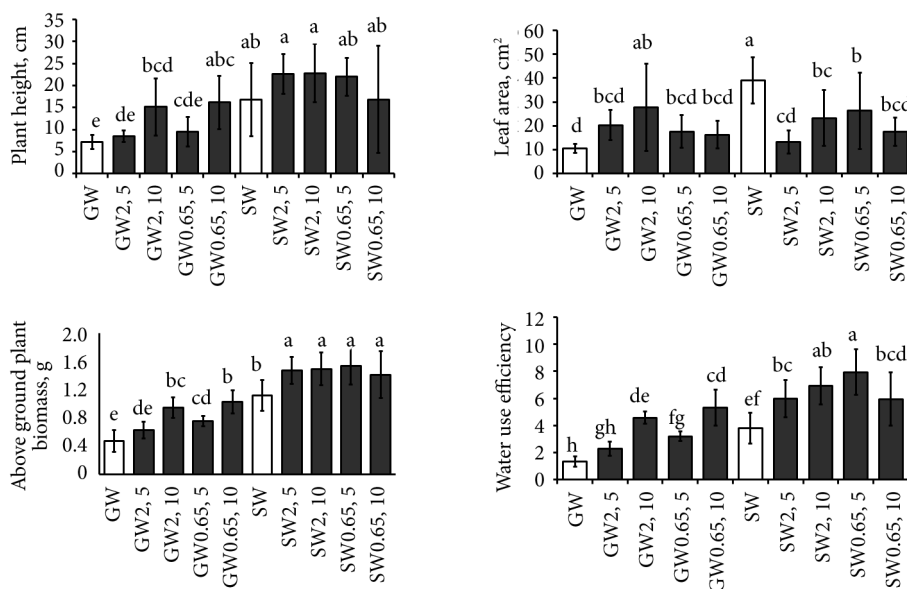 Plant height, cm
35
30
25
20
15
10
5
0
e
de
bcd
cde
abc
ab
a
a
ab
ab
GW
GW2, 5
GW2, 10
GW0.65, 5
GW0.65, 10
SW
SW2, 5
SW2, 10
SW0.65, 5
SW0.65, 10
Leaf area, cm²
60
50
40
30
20
10
0
d
bcd
ab
bcd
bcd
a
cd
bc
b
bcd
GW
GW2, 5
GW2, 10
GW0.65, 5
GW0.65, 10
SW
SW2, 5
SW2, 10
SW0.65, 5
SW0.65, 10
Above ground plant
biomass, g
2.0
1.6
1.2
0.8
0.4
0
e
de
bc
cd
b
b
a
a
a
a
GW
GW2, 5
GW2, 10
GW0.65, 5
GW0.65, 10
SW
SW2, 5
SW2, 10
SW0.65, 5
SW0.65, 10
Water use efficiency
12
10
8
6
4
2
0
h
gh
de
fg
cd
ef
bc
ab
a
bcd
GW
GW2, 5
GW2, 10
GW0.65, 5
GW0.65, 10
SW
SW2, 5
SW2, 10
SW0.65, 5
SW0.65, 10